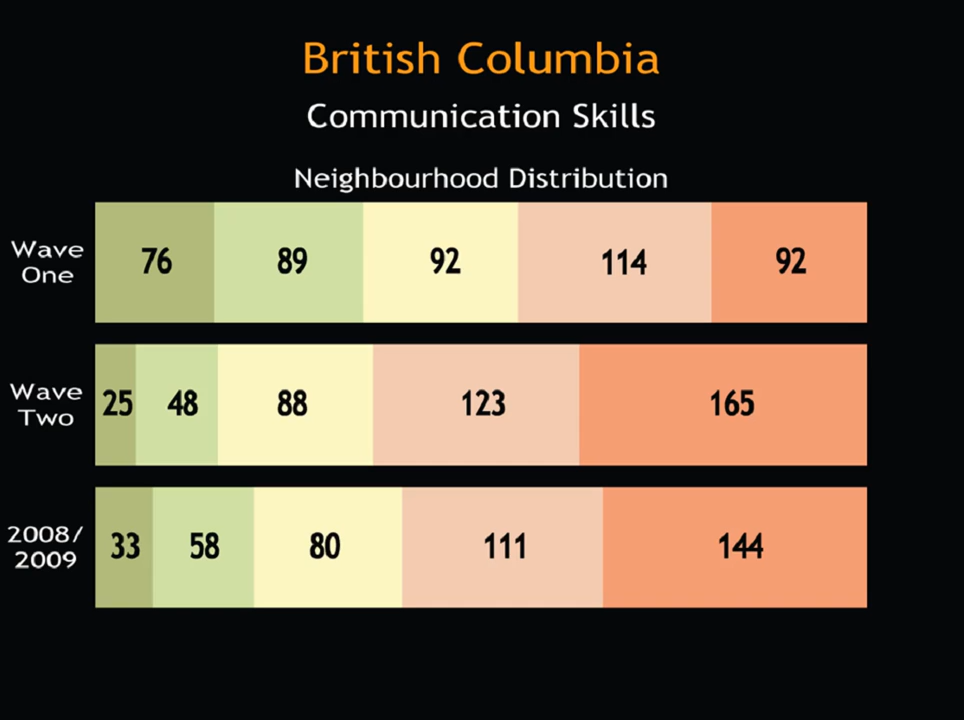 British Columbia
Communication Skills
Neighbourhood Distribution
Wave
One
76 89 92 114 92
Wave
Two
25 48 88 123 165
2008/
2009
33 58 80 111 144